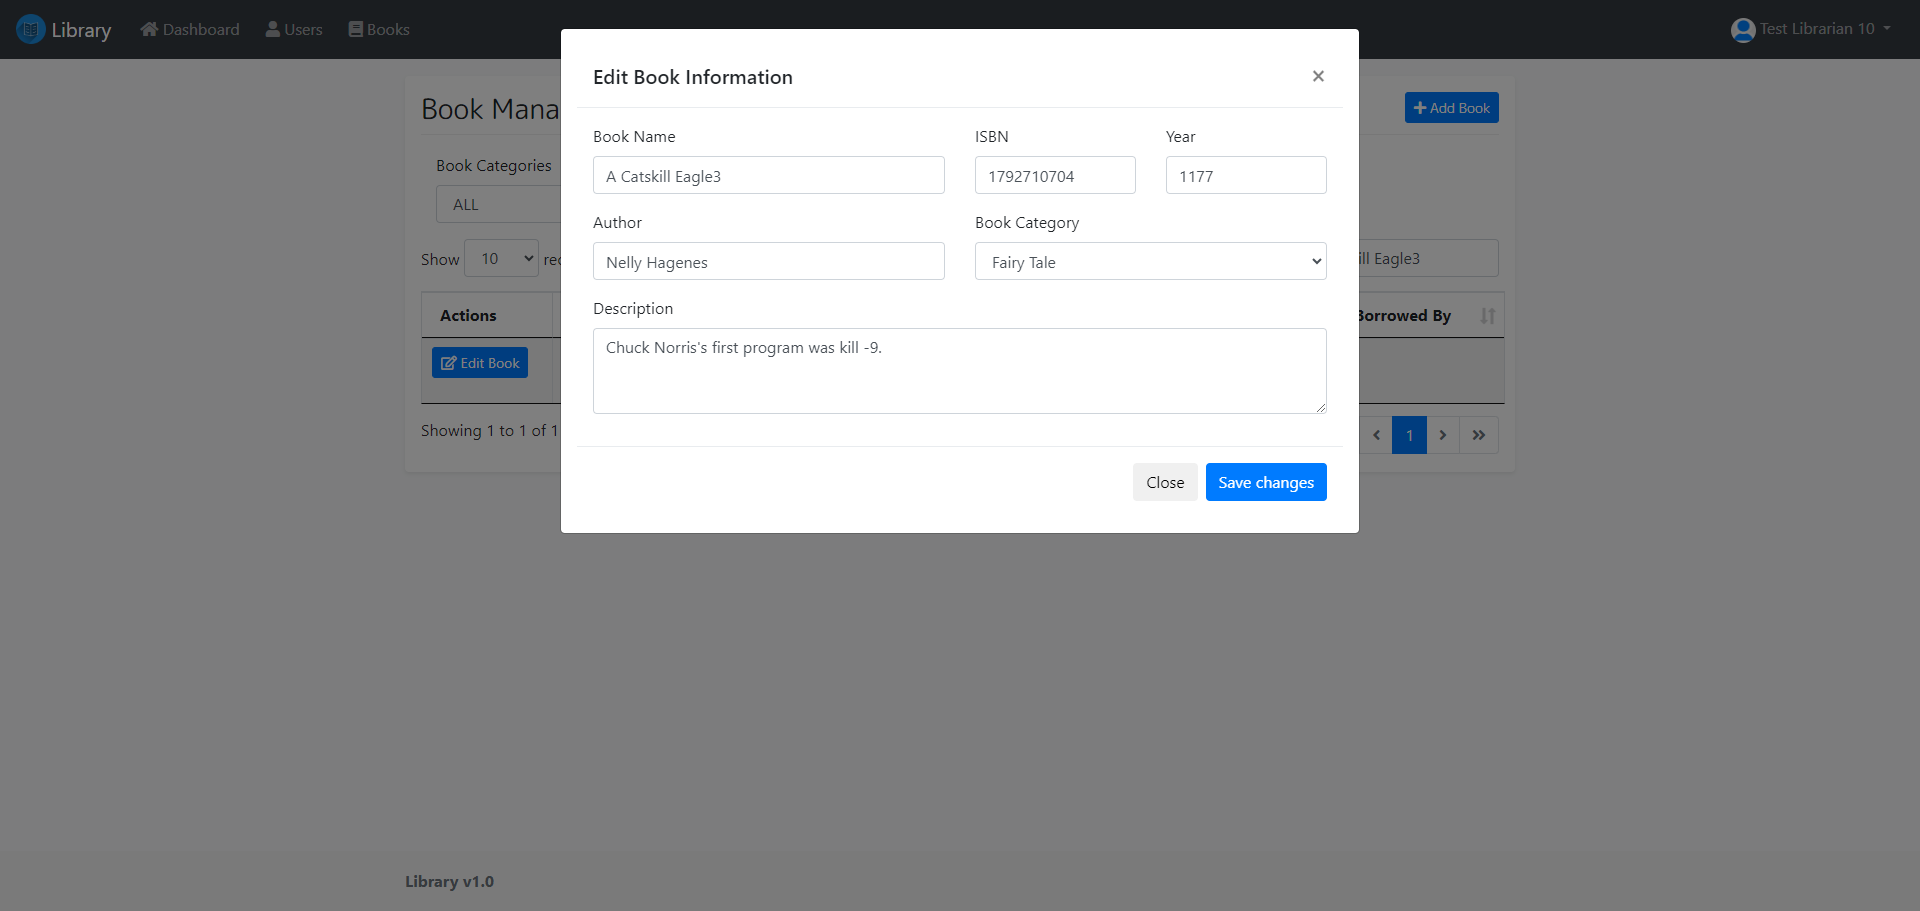 Library
Dashboard
Users
Books
Test Librarian 10
Edit Book Information
×
Book Mana
Add Book
Book Name
ISBN
Year
A Catskill Eagle3
1792710704
1177
Book Categories
ALL
Author
Book Category
Nelly Hagenes
Fairy Tale
Show 10
ill Eagle3
Description
Chuck Norris's first program was kill -9.
Actions
Borrowed By
Edit Book
Showing 1 to 1 of 1
1
Close
Save changes
Library v1.0